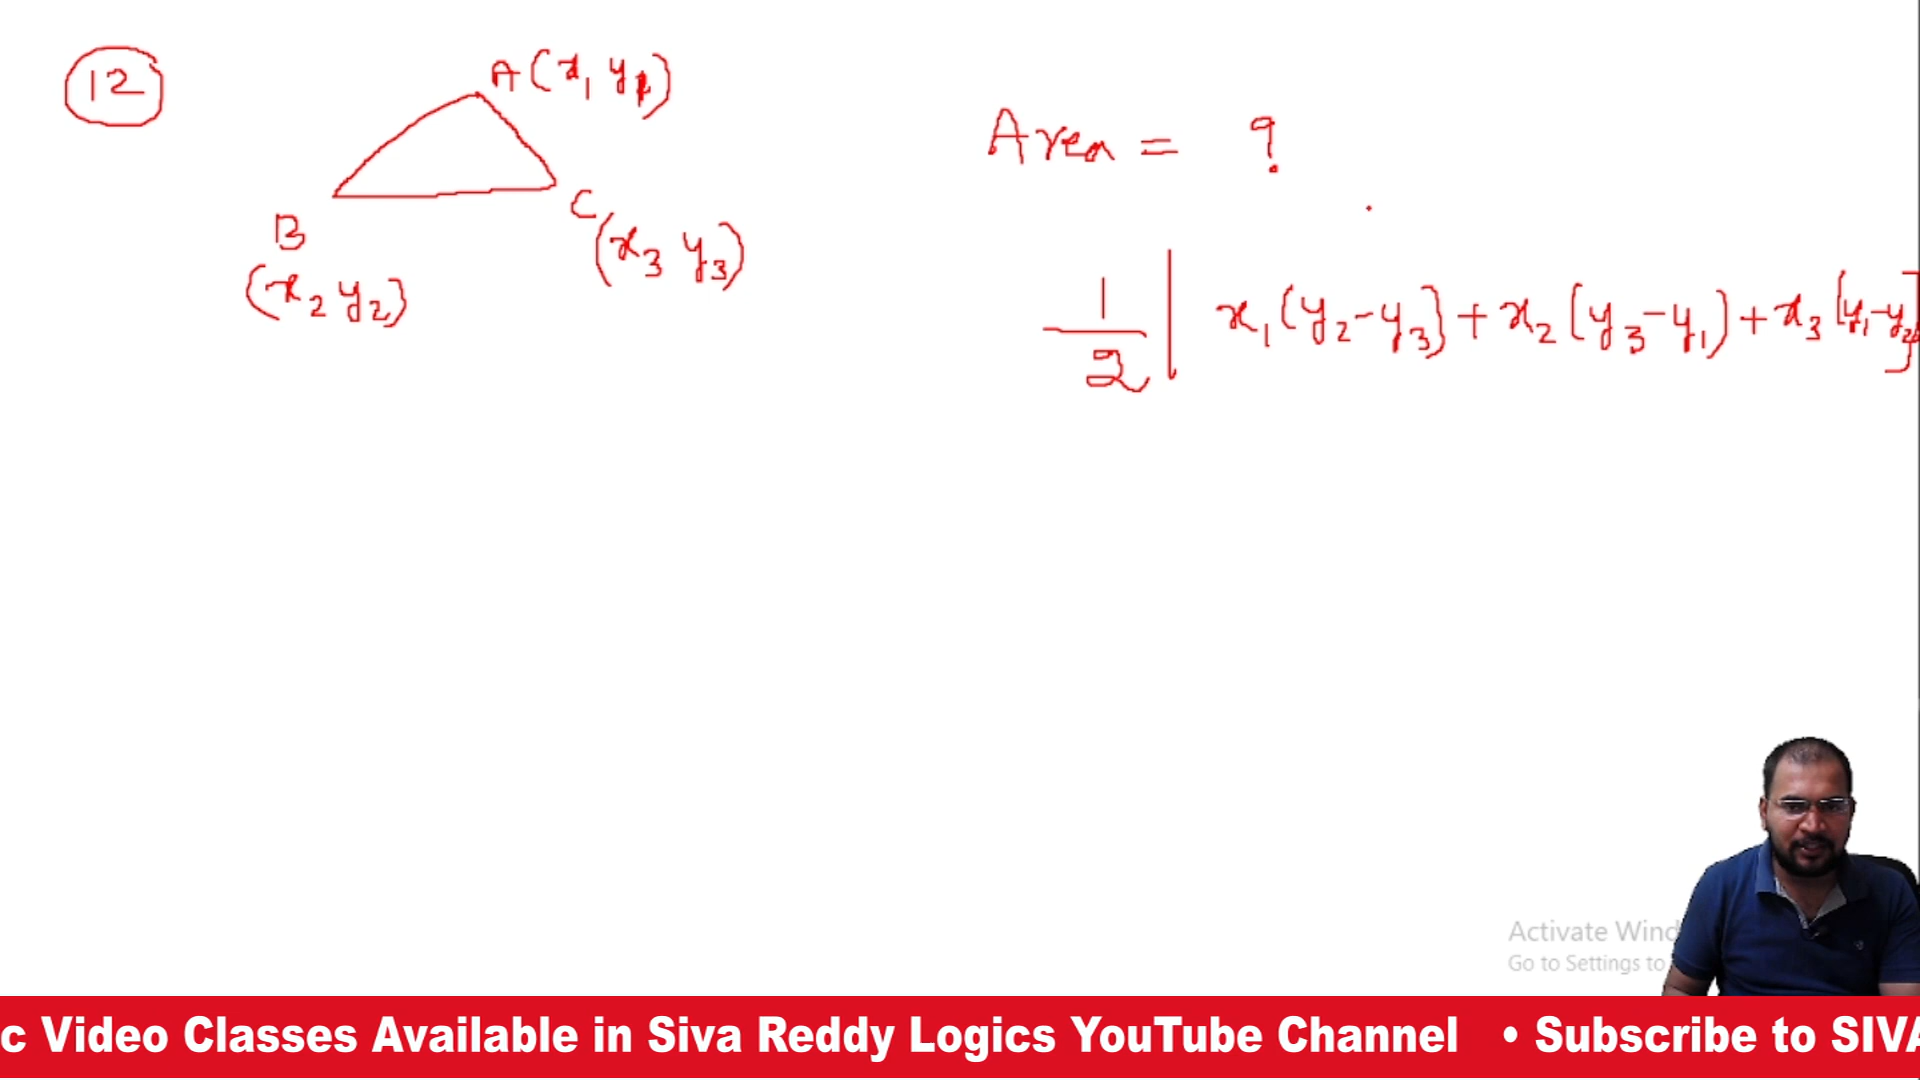 12
A (x₁ y₁)
B
(x₂ y₂)
C
(x₃ y₃)
Area = ?
1/2 | x₁(y₂-y₃) + x₂(y₃-y₁) + x₃(y₁-y₂)
Activate Wind
Go to Settings to
c Video Classes Available in Siva Reddy Logics YouTube Channel • Subscribe to SIVA